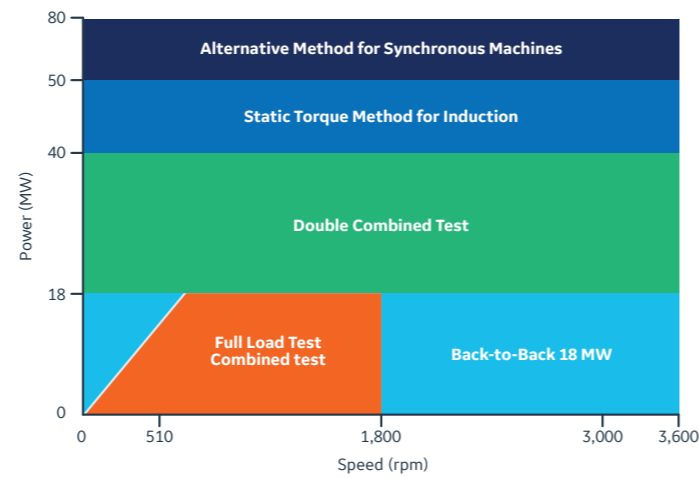 80
Alternative Method for Synchronous Machines
50
Static Torque Method for Induction
40
Power (MW)
Double Combined Test
18
Full Load Test
Combined test
Back-to-Back 18 MW
0
0 510 1,800 3,000 3,600
Speed (rpm)